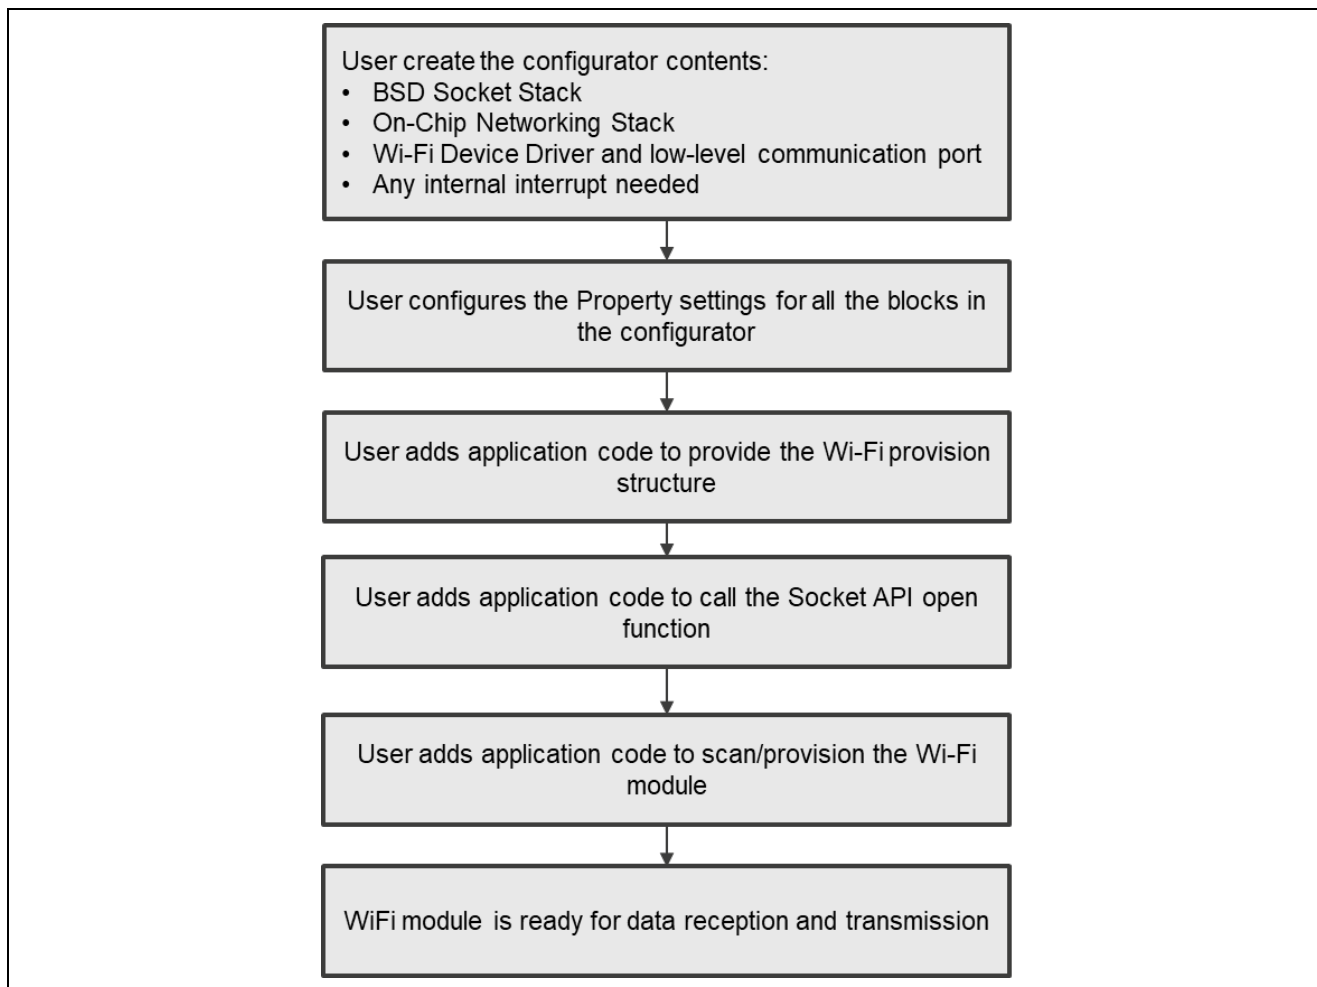 User create the configurator contents:
• BSD Socket Stack
• On-Chip Networking Stack
• Wi-Fi Device Driver and low-level communication port
• Any internal interrupt needed
User configures the Property settings for all the blocks in
the configurator
User adds application code to provide the Wi-Fi provision
structure
User adds application code to call the Socket API open
function
User adds application code to scan/provision the Wi-Fi
module
WiFi module is ready for data reception and transmission